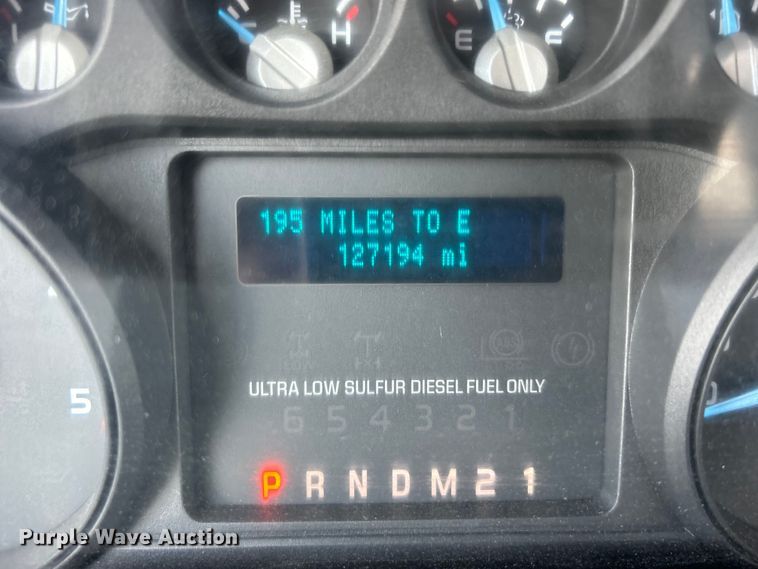 L
H
E
E
195 MILES TO E
127194 mi
ABS
5
ULTRA LOW SULFUR DIESEL FUEL ONLY
6 5 4 3 2 1
P R N D M 2 1
Purple Wave Auction